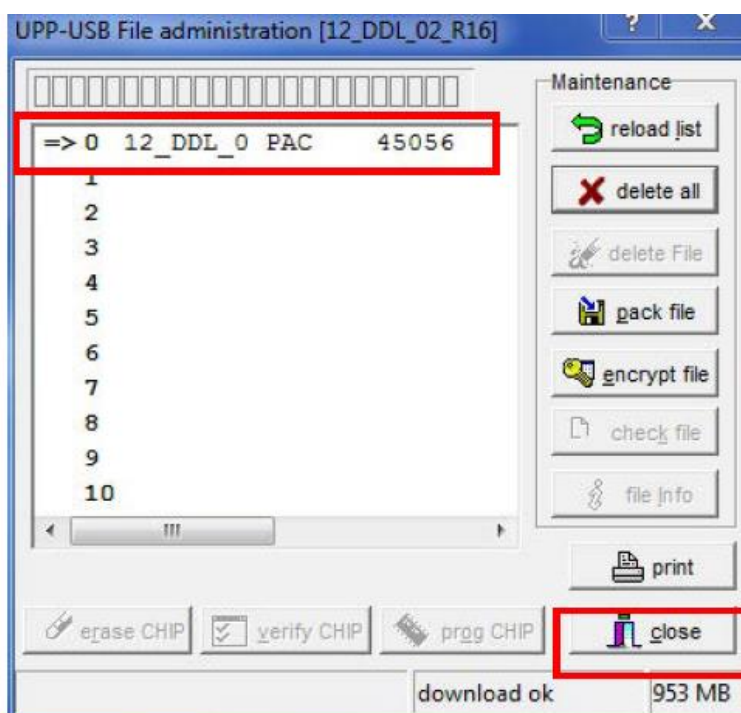 UPP-USB File administration [12_DDL_02_R16]
? X
Maintenance
=> 0 12_DDL_0 PAC 45056
1
2
3
4
5
6
7
8
9
10
reload list
delete all
delete File
pack file
encrypt file
check file
file Info
print
erase CHIP verify CHIP prog CHIP close
download ok 953 MB